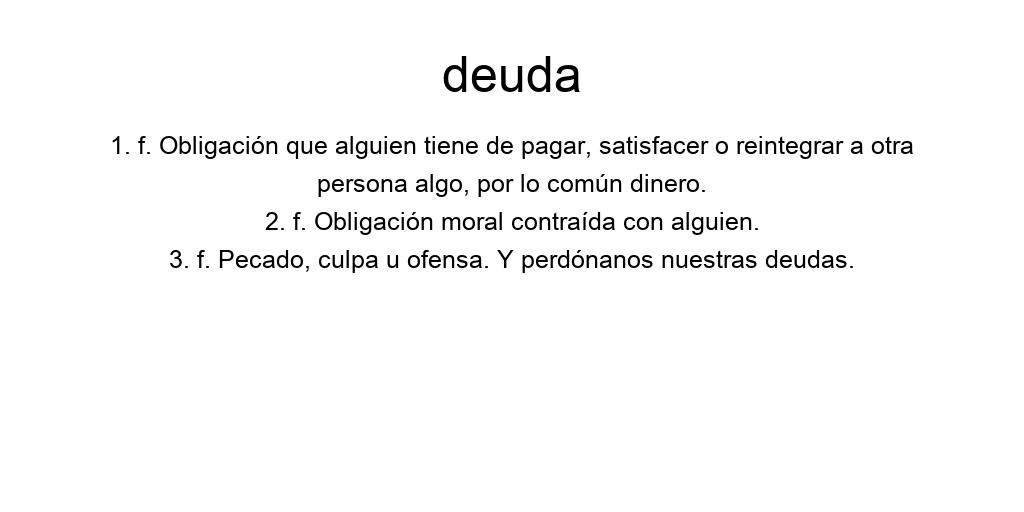 deuda
1. f. Obligación que alguien tiene de pagar, satisfacer o reintegrar a otra
persona algo, por lo común dinero.
2. f. Obligación moral contraída con alguien.
3. f. Pecado, culpa u ofensa. Y perdónanos nuestras deudas.